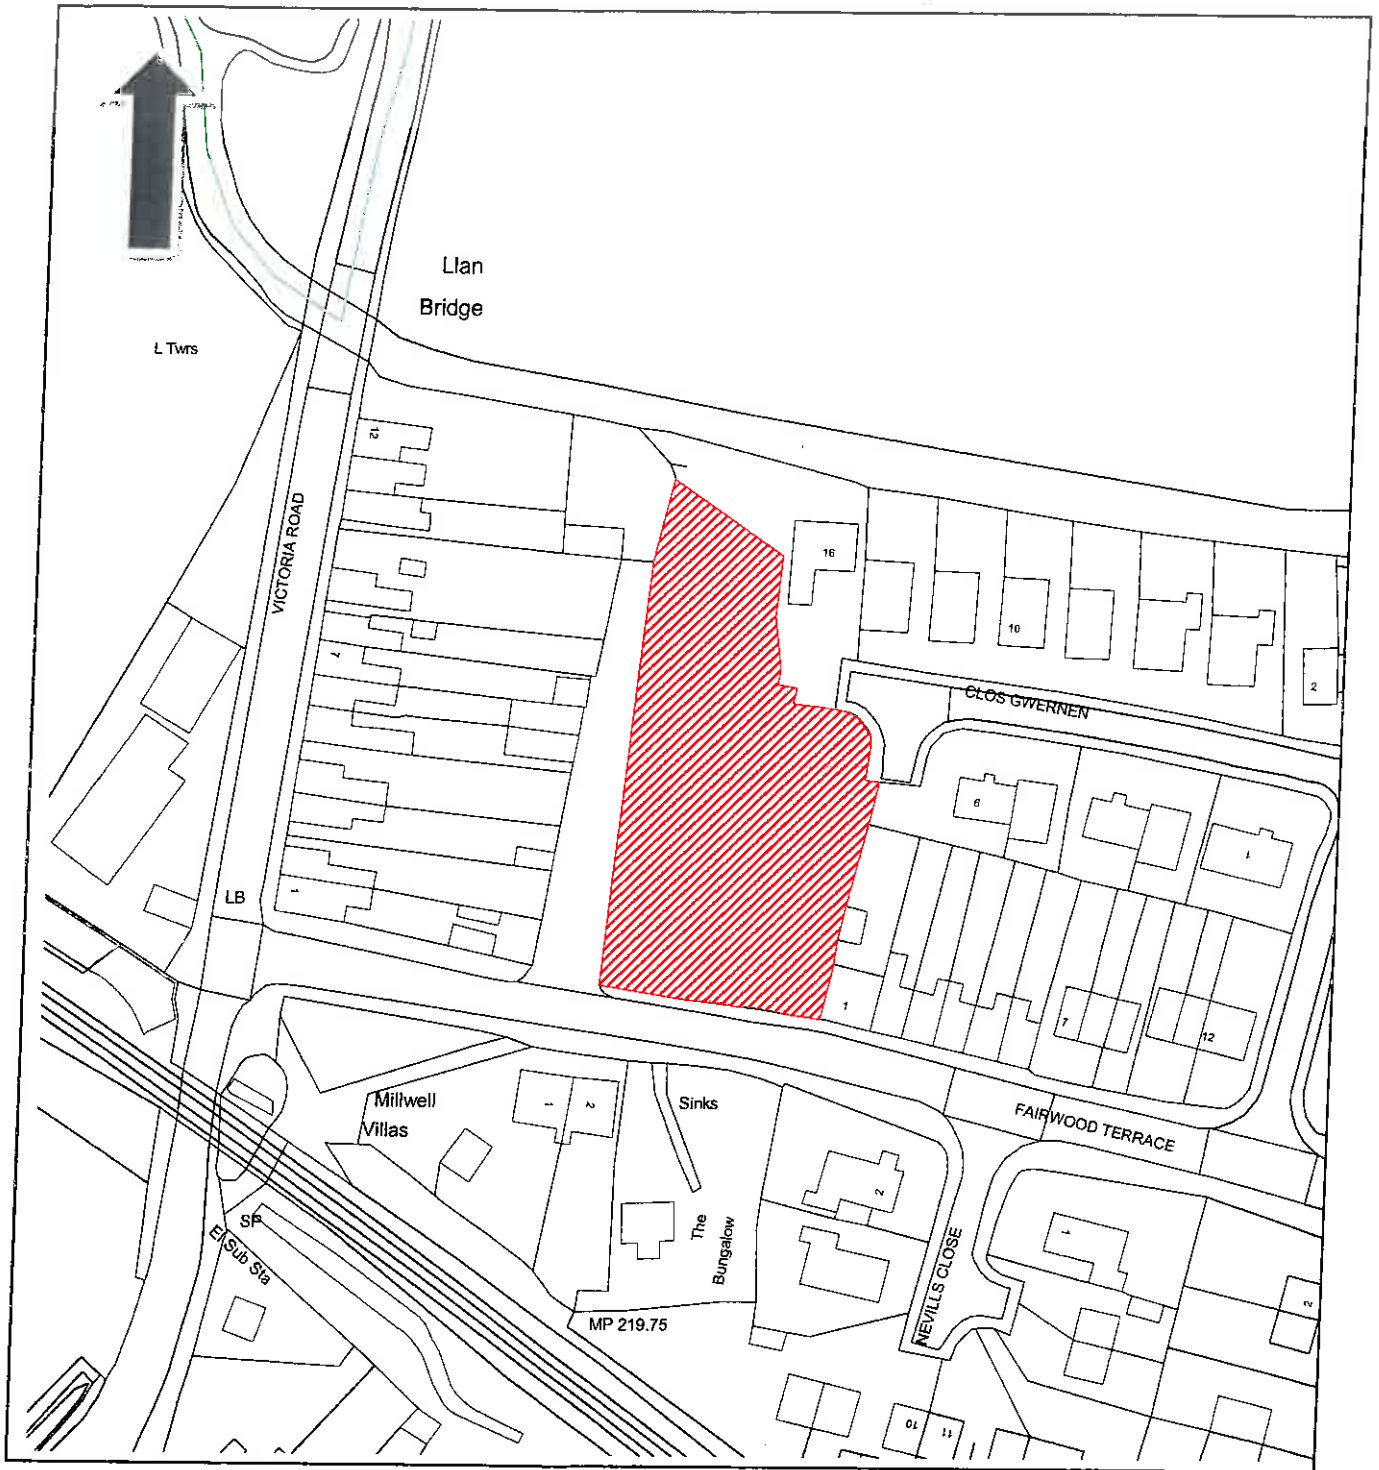 Llan
Bridge
Ł Twrs
12
VICTORIA ROAD
16
10
7
2
CLOS GWERNEN
6
1
ŁB
1
1
7
12
FAIRWOOD TERRACE
Millwell
Villas
1
2
Sinks
The
Bungalow
2
1
SP
El Sub Sta
NEVILLS CLOSE
2
MP 219.75
10
11